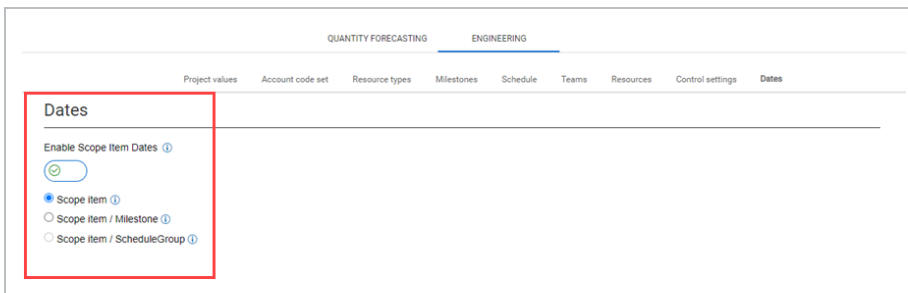 QUANTITY FORECASTING ENGINEERING
Project values Account code set Resource types Milestones Schedule Teams Resources Control settings Dates
Dates
Enable Scope Item Dates
Scope item
Scope item / Milestone
Scope item / ScheduleGroup